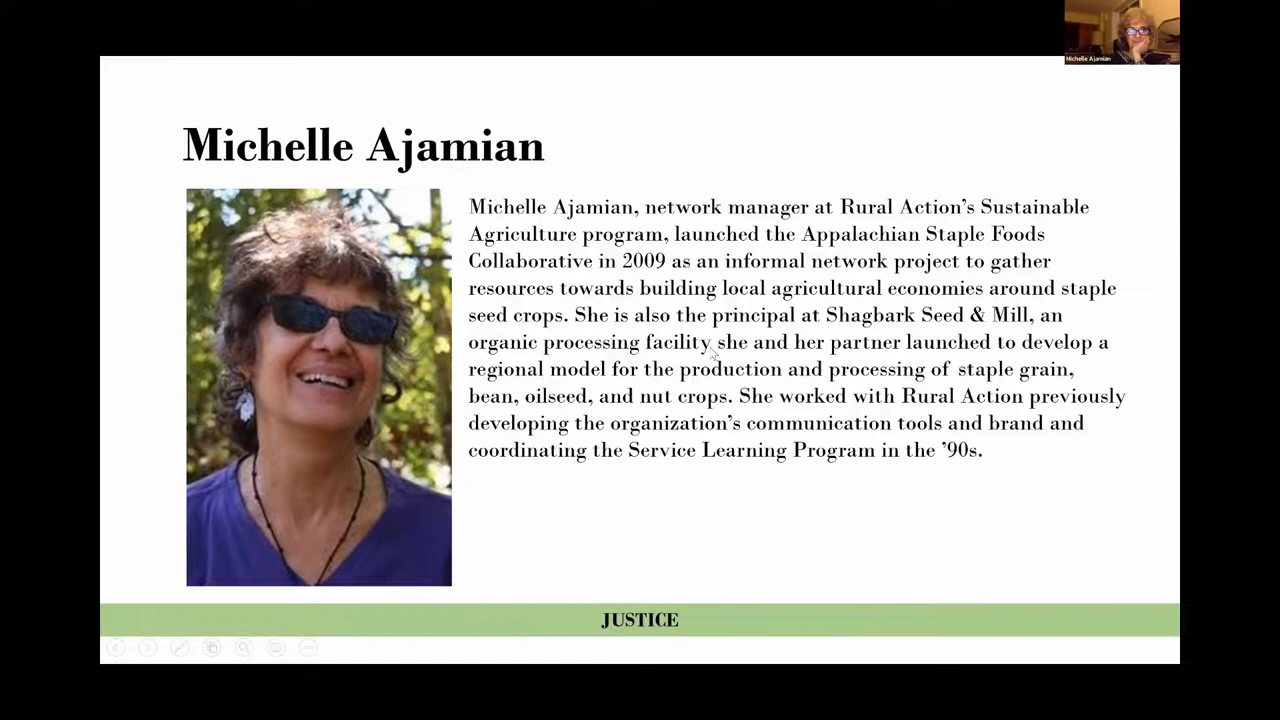 Michelle Ajamian
Michelle Ajamian
Michelle Ajamian, network manager at Rural Action’s Sustainable
Agriculture program, launched the Appalachian Staple Foods
Collaborative in 2009 as an informal network project to gather
resources towards building local agricultural economies around staple
seed crops. She is also the principal at Shagbark Seed & Mill, an
organic processing facility she and her partner launched to develop a
regional model for the production and processing of staple grain,
bean, oilseed, and nut crops. She worked with Rural Action previously
developing the organization’s communication tools and brand and
coordinating the Service Learning Program in the ’90s.
JUSTICE